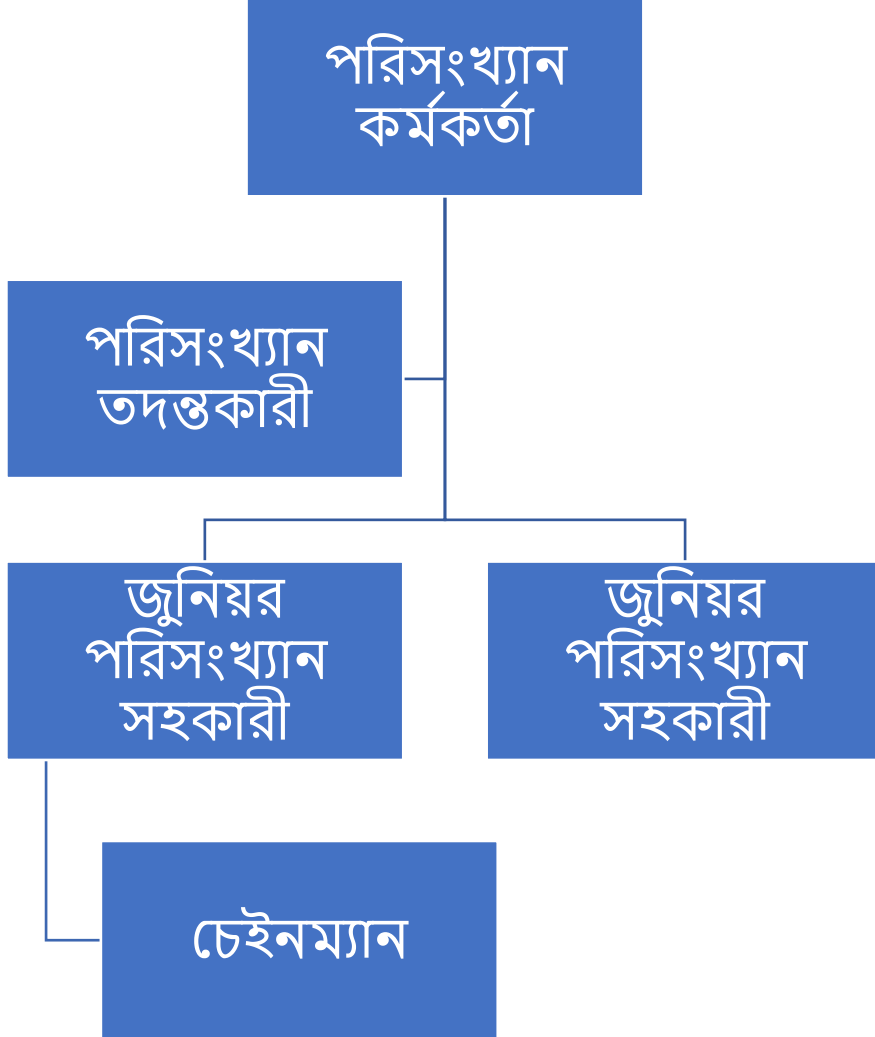 পরিসংখ্যান
কর্মকর্তা
পরিসংখ্যান
তদন্তকারী
জুনিয়র
পরিসংখ্যান
সহকারী
জুনিয়র
পরিসংখ্যান
সহকারী
চেইনম্যান